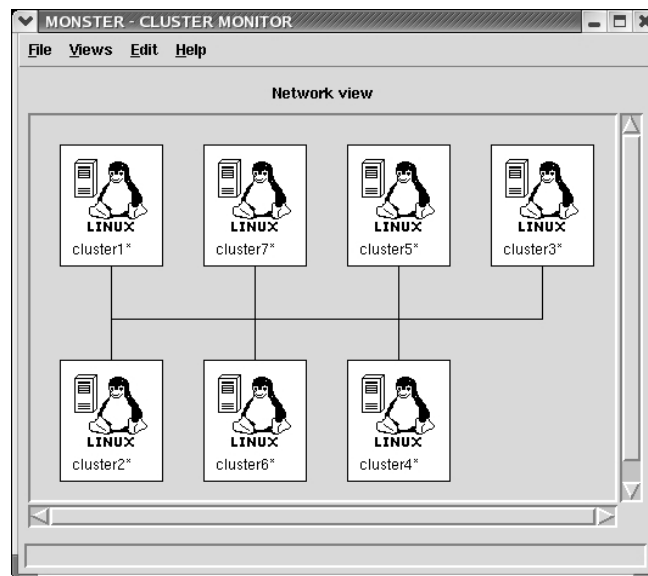 MONSTER - CLUSTER MONITOR
File Views Edit Help
Network view
LINUX LINUX LINUX LINUX
cluster1* cluster7* cluster5* cluster3*
LINUX LINUX LINUX
cluster2* cluster6* cluster4*